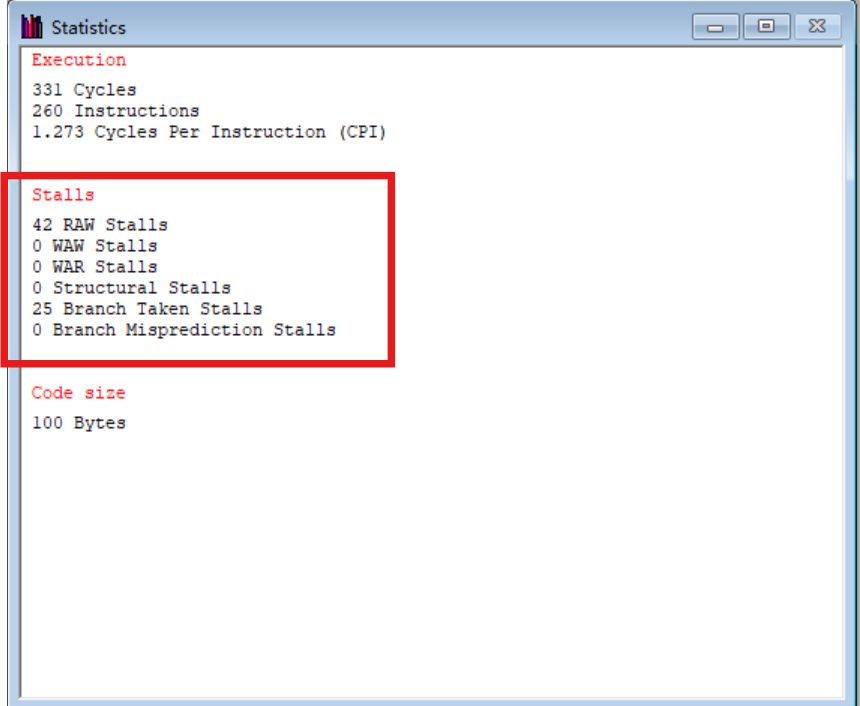 Statistics
Execution
331 Cycles
260 Instructions
1.273 Cycles Per Instruction (CPI)
Stalls
42 RAW Stalls
0 WAW Stalls
0 WAR Stalls
0 Structural Stalls
25 Branch Taken Stalls
0 Branch Misprediction Stalls
Code size
100 Bytes